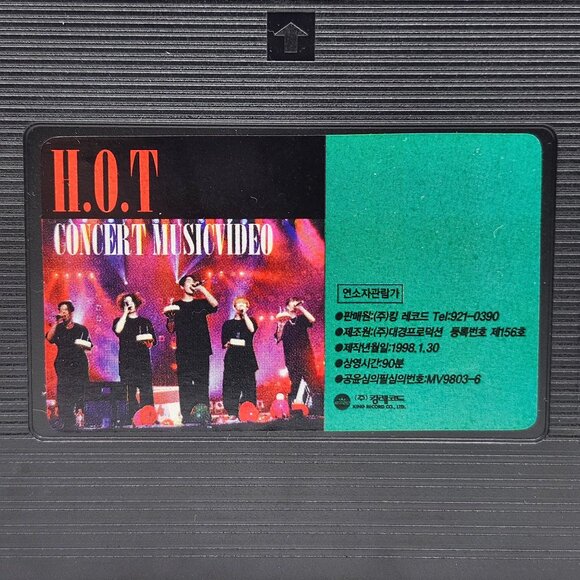 H.O.T
CONCERT MUSICVIDEO
연소자관람가
●판매원:(주)킹 레코드 Tel:921-0390
●제조원:(주)대경프로덕션 등록번호 제156호
●제작년월일:1998.1.30
●상영시간:90분
●공윤심의필심의번호:MV9803-6
(주)킹레코드
KING RECORD CO., LTD.